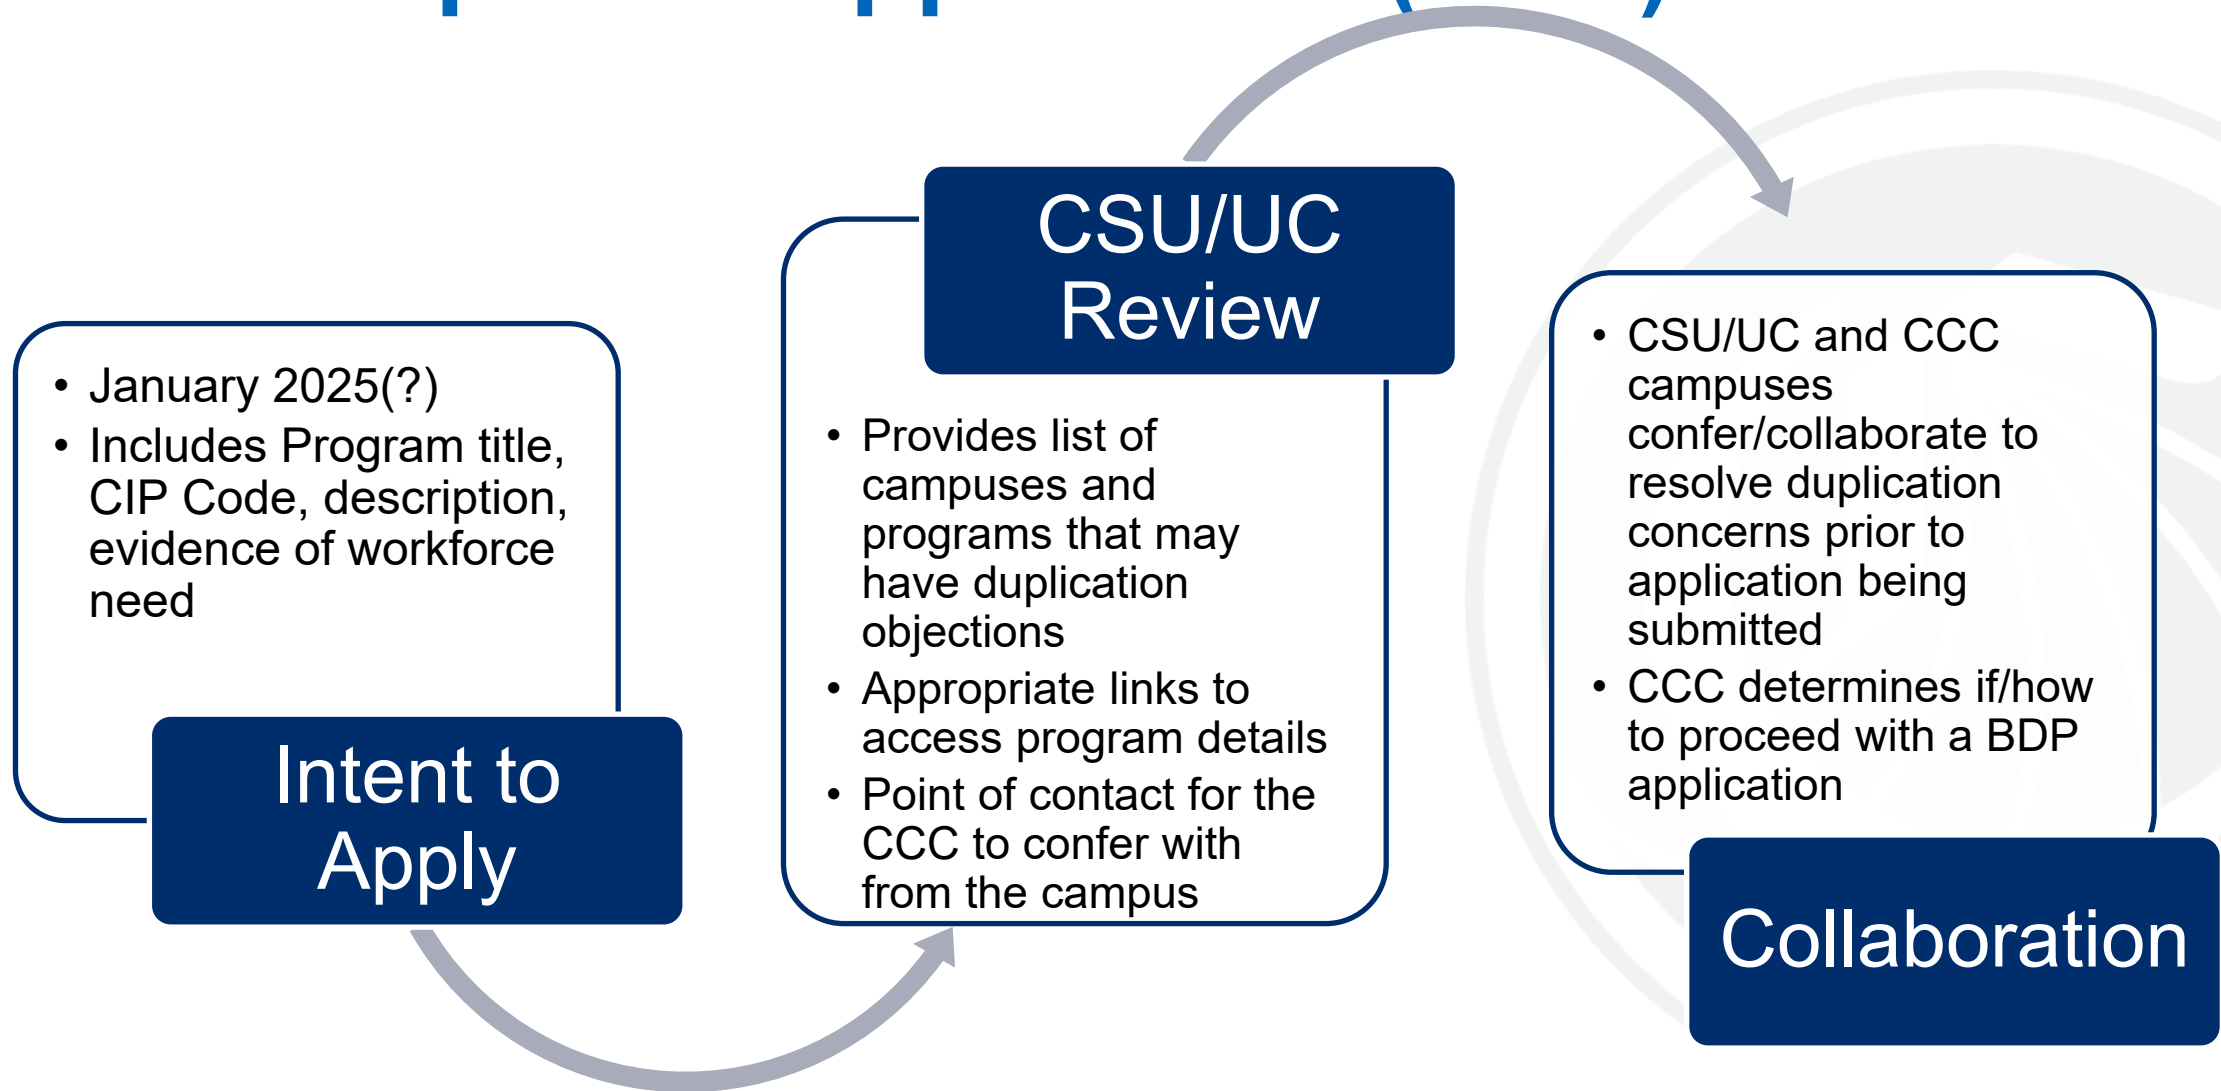 • January 2025(?)
• Includes Program title,
CIP Code, description,
evidence of workforce
need
Intent to
Apply
CSU/UC
Review
• Provides list of
campuses and
programs that may
have duplication
objections
• Appropriate links to
access program details
• Point of contact for the
CCC to confer with
from the campus
• CSU/UC and CCC
campuses
confer/collaborate to
resolve duplication
concerns prior to
application being
submitted
• CCC determines if/how
to proceed with a BDP
application
Collaboration